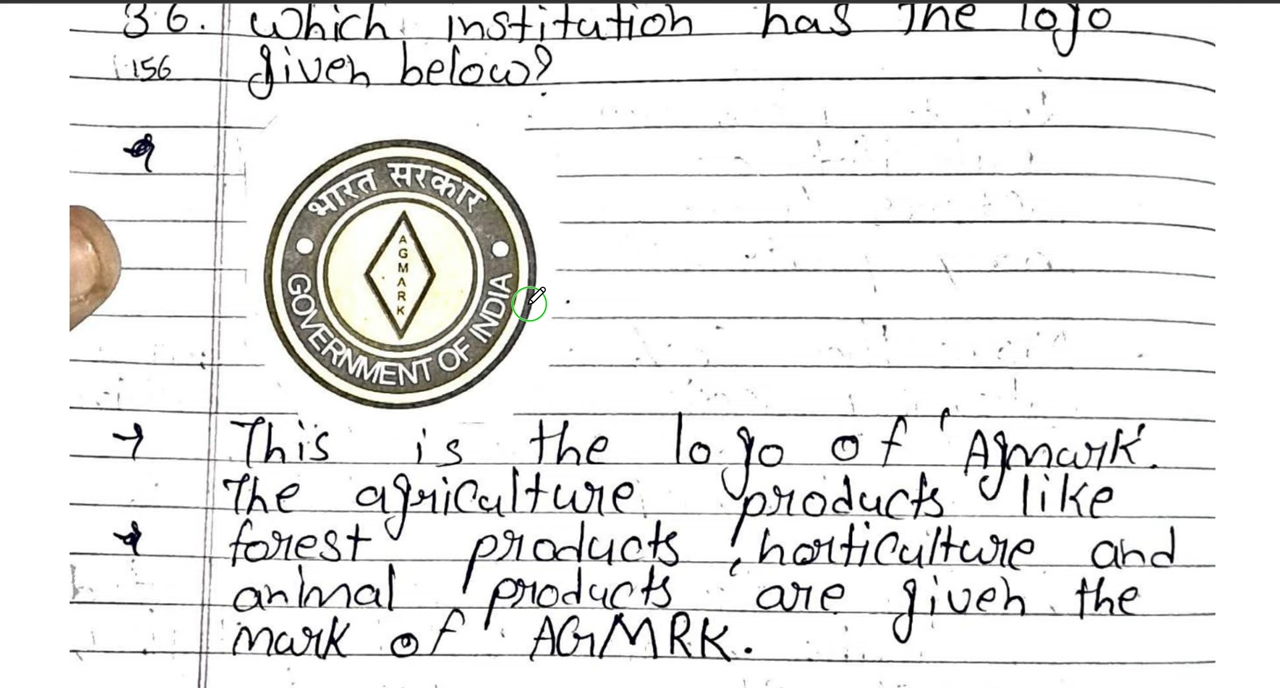 36. Which institution has The logo
156 given below?
भारत सरकार
AGMARK
GOVERNMENT OF INDIA
→ This is the logo of 'Agmark.
The agriculture products like
forest products, horticulture and
animal products are given the
mark of AGMRK.